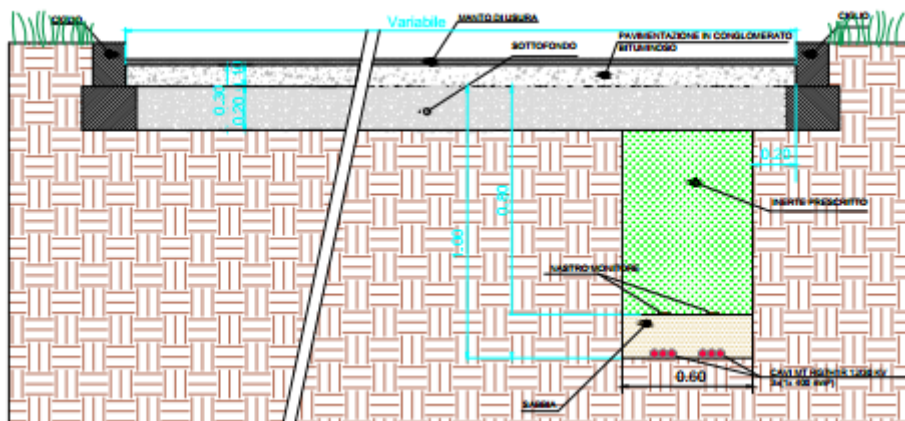 CIGLIO
Variabile
MANTO DI USURA
CIGLIO
PAVIMENTAZIONE IN CONGLOMERATO
BITUMINOSO
SOTTOFONDO
0.30
0.20
0.10
0.20
0.80
1.00
INERTE PRESCRITTO
NASTRO MONITORE
0.60
CAVI MT
SABBIA